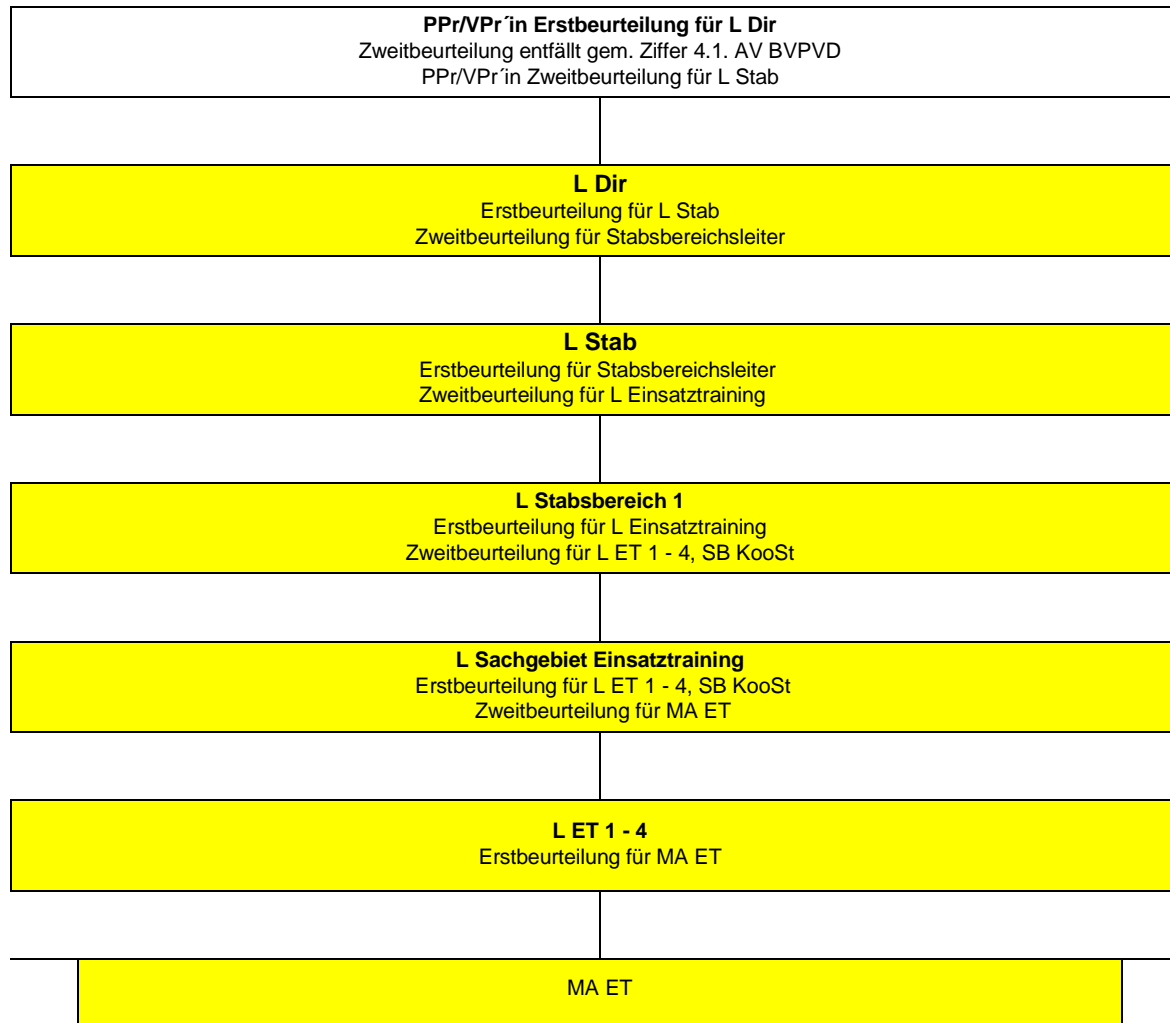 PPr/VPr´in Erstbeurteilung für L Dir
Zweitbeurteilung entfällt gem. Ziffer 4.1. AV BVPVD
PPr/VPr´in Zweitbeurteilung für L Stab
L Dir
Erstbeurteilung für L Stab
Zweitbeurteilung für Stabsbereichsleiter
L Stab
Erstbeurteilung für Stabsbereichsleiter
Zweitbeurteilung für L Einsatztraining
L Stabsbereich 1
Erstbeurteilung für L Einsatztraining
Zweitbeurteilung für L ET 1 - 4, SB KooSt
L Sachgebiet Einsatztraining
Erstbeurteilung für L ET 1 - 4, SB KooSt
Zweitbeurteilung für MA ET
L ET 1 - 4
Erstbeurteilung für MA ET
MA ET